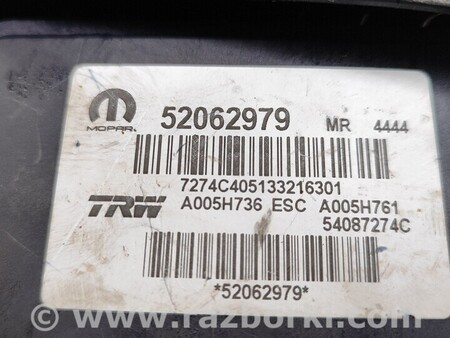 52062979 MR 4444
MOPAR
7274C405133216301
TRW A005H736 ESC A005H761
54087274C
*52062979*
© www.razborki.com